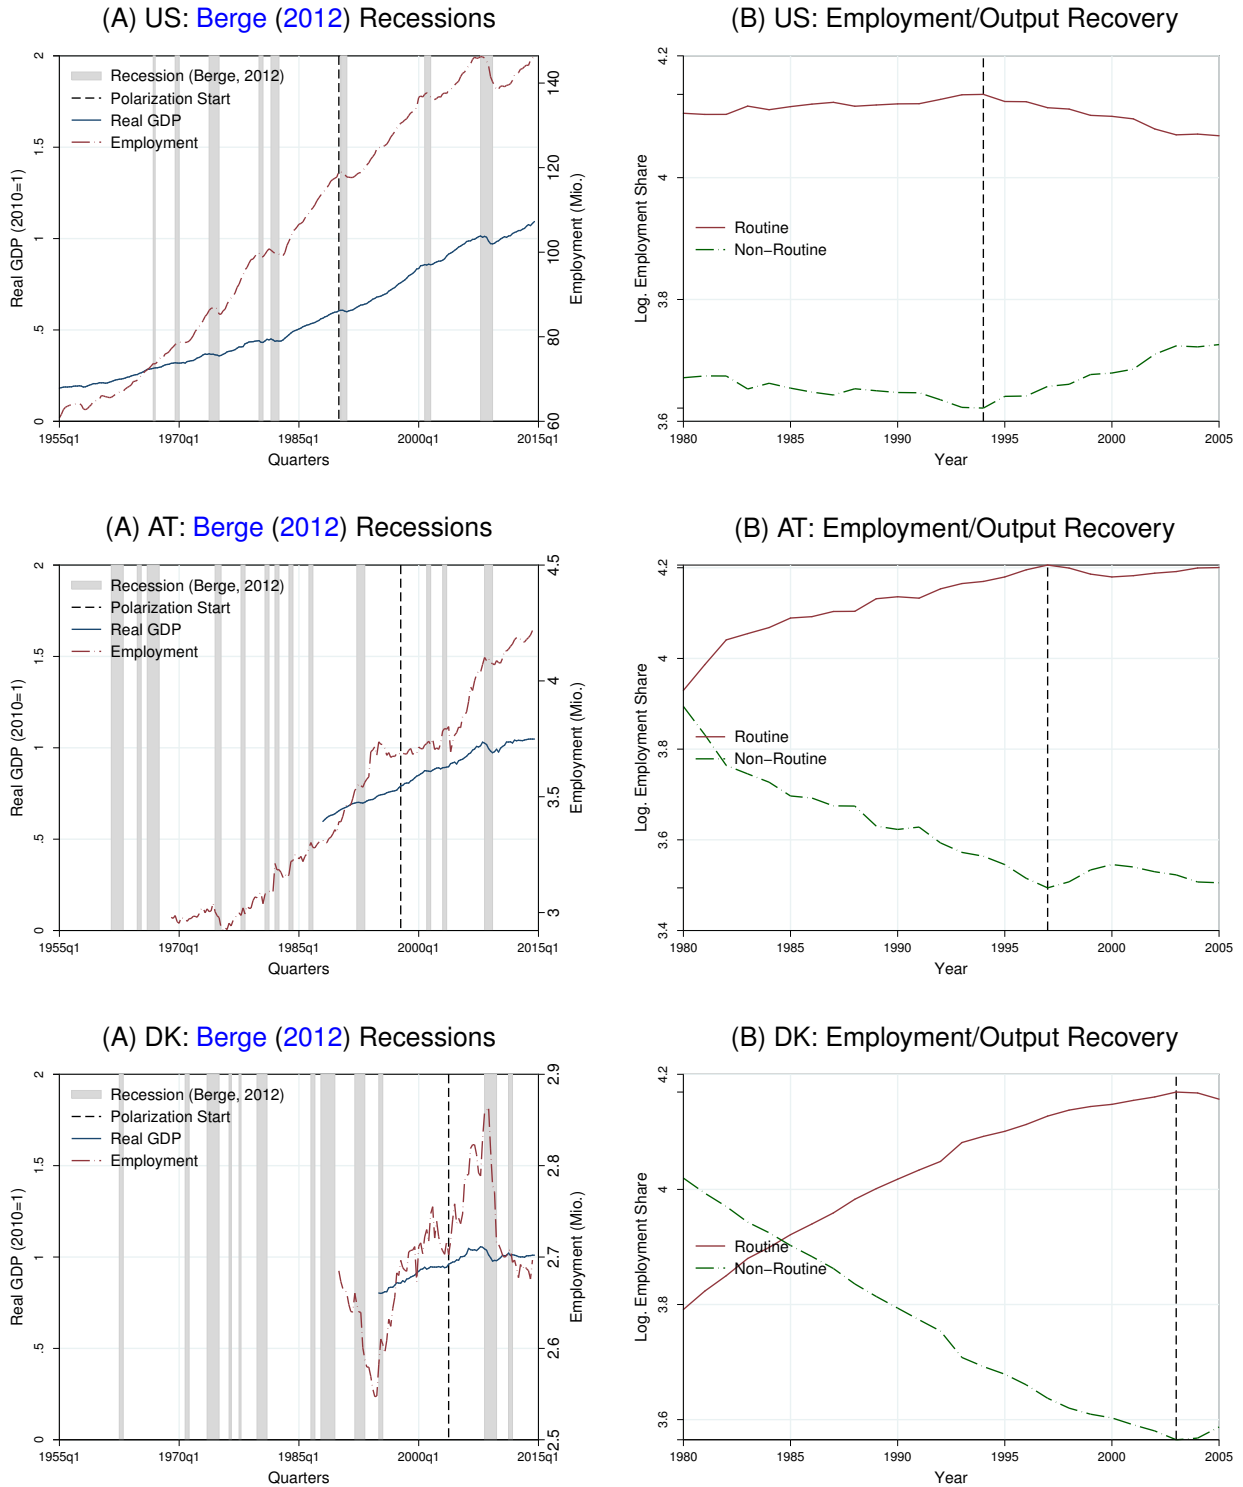 (A) US: Berge (2012) Recessions
Recession (Berge, 2012)
Polarization Start
Real GDP
Employment
Real GDP (2010=1)
0
.5
1
1.5
2
Employment (Mio.)
60
80
100
120
140
1955q1
1970q1
1985q1
2000q1
2015q1
Quarters
(B) US: Employment/Output Recovery
Routine
Non−Routine
Log. Employment Share
3.6
3.8
4
4.2
1980
1985
1990
1995
2000
2005
Year
(A) AT: Berge (2012) Recessions
Recession (Berge, 2012)
Polarization Start
Real GDP
Employment
Real GDP (2010=1)
0
.5
1
1.5
2
Employment (Mio.)
3
3.5
4
4.5
1955q1
1970q1
1985q1
2000q1
2015q1
Quarters
(B) AT: Employment/Output Recovery
Routine
Non−Routine
Log. Employment Share
3.4
3.6
3.8
4
4.2
1980
1985
1990
1995
2000
2005
Year
(A) DK: Berge (2012) Recessions
Recession (Berge, 2012)
Polarization Start
Real GDP
Employment
Real GDP (2010=1)
0
.5
1
1.5
2
Employment (Mio.)
2.5
2.6
2.7
2.8
2.9
1955q1
1970q1
1985q1
2000q1
2015q1
Quarters
(B) DK: Employment/Output Recovery
Routine
Non−Routine
Log. Employment Share
3.6
3.8
4
4.2
1980
1985
1990
1995
2000
2005
Year